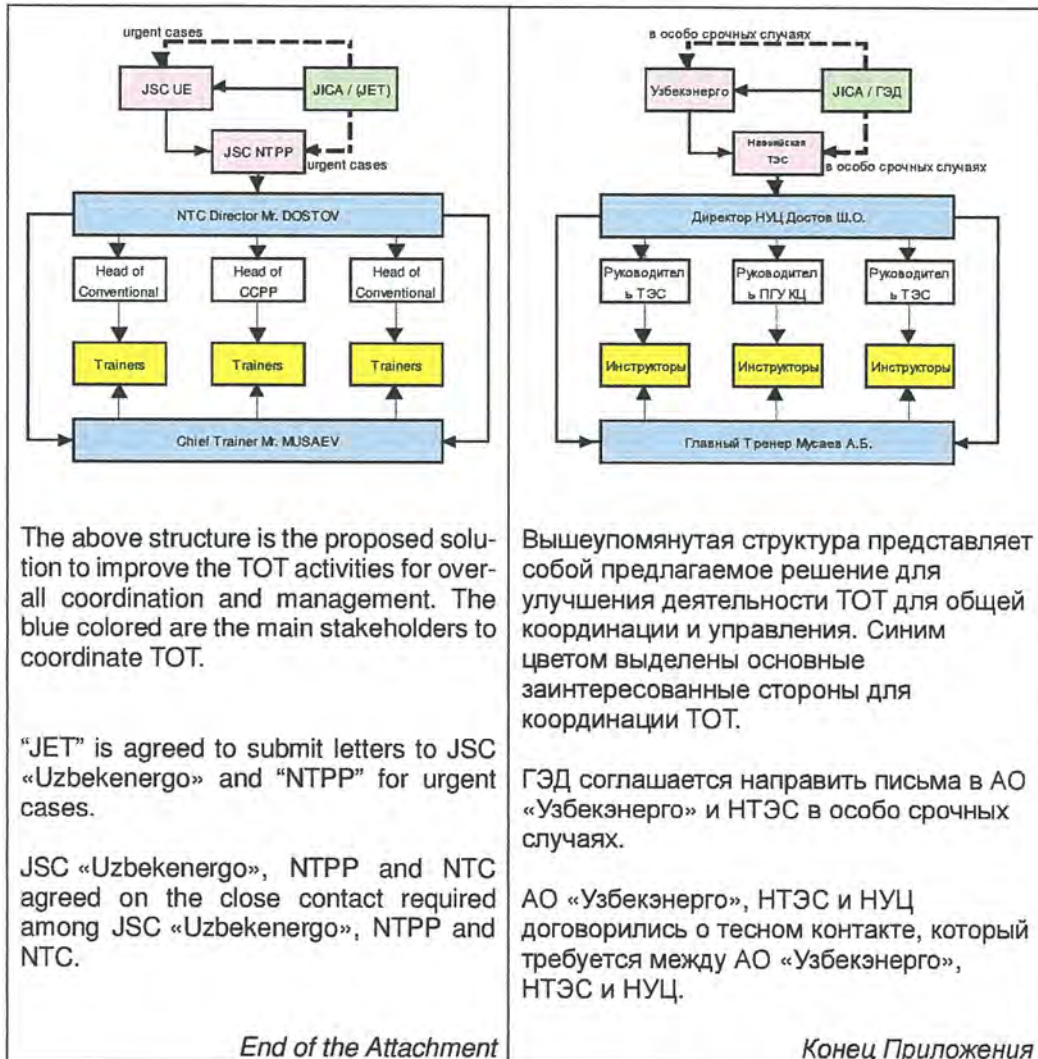 urgent cases
JSC UE
JICA / (JET)
JSC NTPP
urgent cases
NTC Director Mr. DOSTOV
Head of
Conventional
Head of
CCPP
Head of
Conventional
Trainers
Trainers
Trainers
Chief Trainer Mr. MUSAEV
The above structure is the proposed solu-
tion to improve the TOT activities for over-
all coordination and management. The
blue colored are the main stakeholders to
coordinate TOT.
“JET” is agreed to submit letters to JSC
«Uzbekenergo» and “NTPP” for urgent
cases.
JSC «Uzbekenergo», NTPP and NTC
agreed on the close contact required
among JSC «Uzbekenergo», NTPP and
NTC.
End of the Attachment
в особо срочных случаях
Узбекэнерго
JICA / ГЭД
Навоийская
ТЭС
в особо срочных случаях
Директор НУЦ Достов Ш.О.
Руководител
ь ТЭС
Руководител
ь ПГУ КЦ
Руководител
ь ТЭС
Инструкторы
Инструкторы
Инструкторы
Главный Тренер Мусаев А.Б.
Вышеупомянутая структура представляет
собой предлагаемое решение для
улучшения деятельности ТОТ для общей
координации и управления. Синим
цветом выделены основные
заинтересованные стороны для
координации ТОТ.
ГЭД соглашается направить письма в АО
«Узбекэнерго» и НТЭС в особо срочных
случаях.
АО «Узбекэнерго», НТЭС и НУЦ
договорились о тесном контакте, который
требуется между АО «Узбекэнерго»,
НТЭС и НУЦ.
Конец Приложения